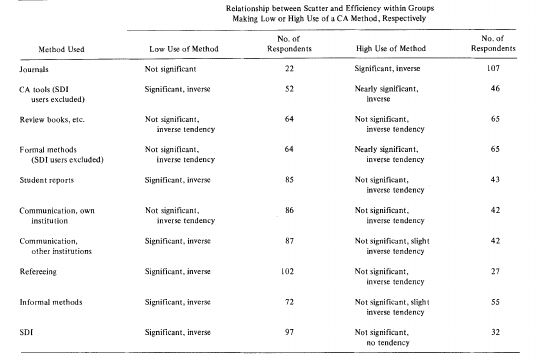 Relationship between Scatter and Efficiency within Groups
Making Low or High Use of a CA Method, Respectively
Method Used Low Use of Method No. of Respondents High Use of Method No. of Respondents
Journals Not significant 22 Significant, inverse 107
CA tools (SDI users excluded) Significant, inverse 52 Nearly significant, inverse 46
Review books, etc. Not significant, inverse tendency 64 Not significant, inverse tendency 65
Formal methods (SDI users excluded) Not significant, inverse tendency 64 Nearly significant, inverse 65
Student reports Significant, inverse 85 Not significant, inverse tendency 43
Communication, own institution Not significant, inverse tendency 86 Not significant, inverse tendency 42
Communication, other institutions Significant, inverse 87 Not significant, slight inverse tendency 42
Refereeing Significant, inverse 102 Not significant, inverse tendency 27
Informal methods Significant, inverse 72 Not significant, slight inverse tendency 55
SDI Significant, inverse 97 Not significant, no tendency 32